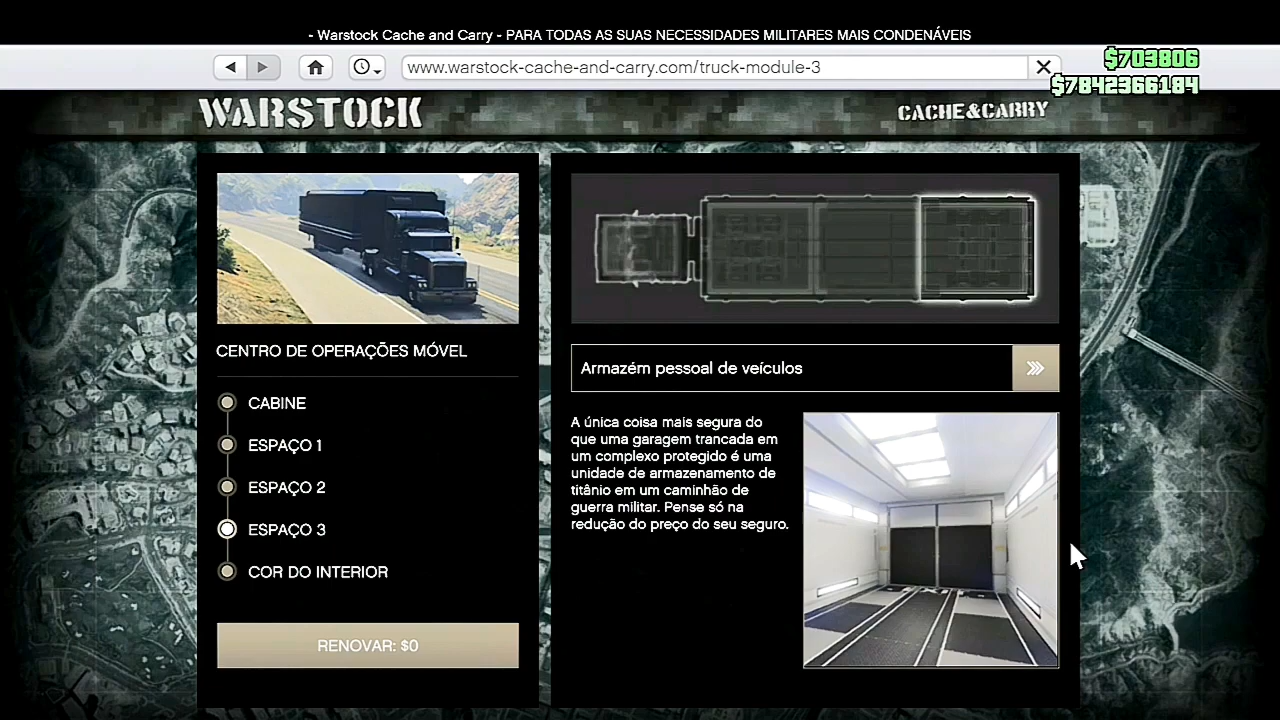 - Warstock Cache and Carry - PARA TODAS AS SUAS NECESSIDADES MILITARES MAIS CONDENÁVEIS
www.warstock-cache-and-carry.com/truck-module-3
$703806
$7842366184
WARSTOCK
CACHE&CARRY
CENTRO DE OPERAÇÕES MÓVEL
CABINE
ESPAÇO 1
ESPAÇO 2
ESPAÇO 3
COR DO INTERIOR
RENOVAR: $0
Armazém pessoal de veículos
A única coisa mais segura do
que uma garagem trancada em
um complexo protegido é uma
unidade de armazenamento de
titânio em um caminhão de
guerra militar. Pense só na
redução do preço do seu seguro.